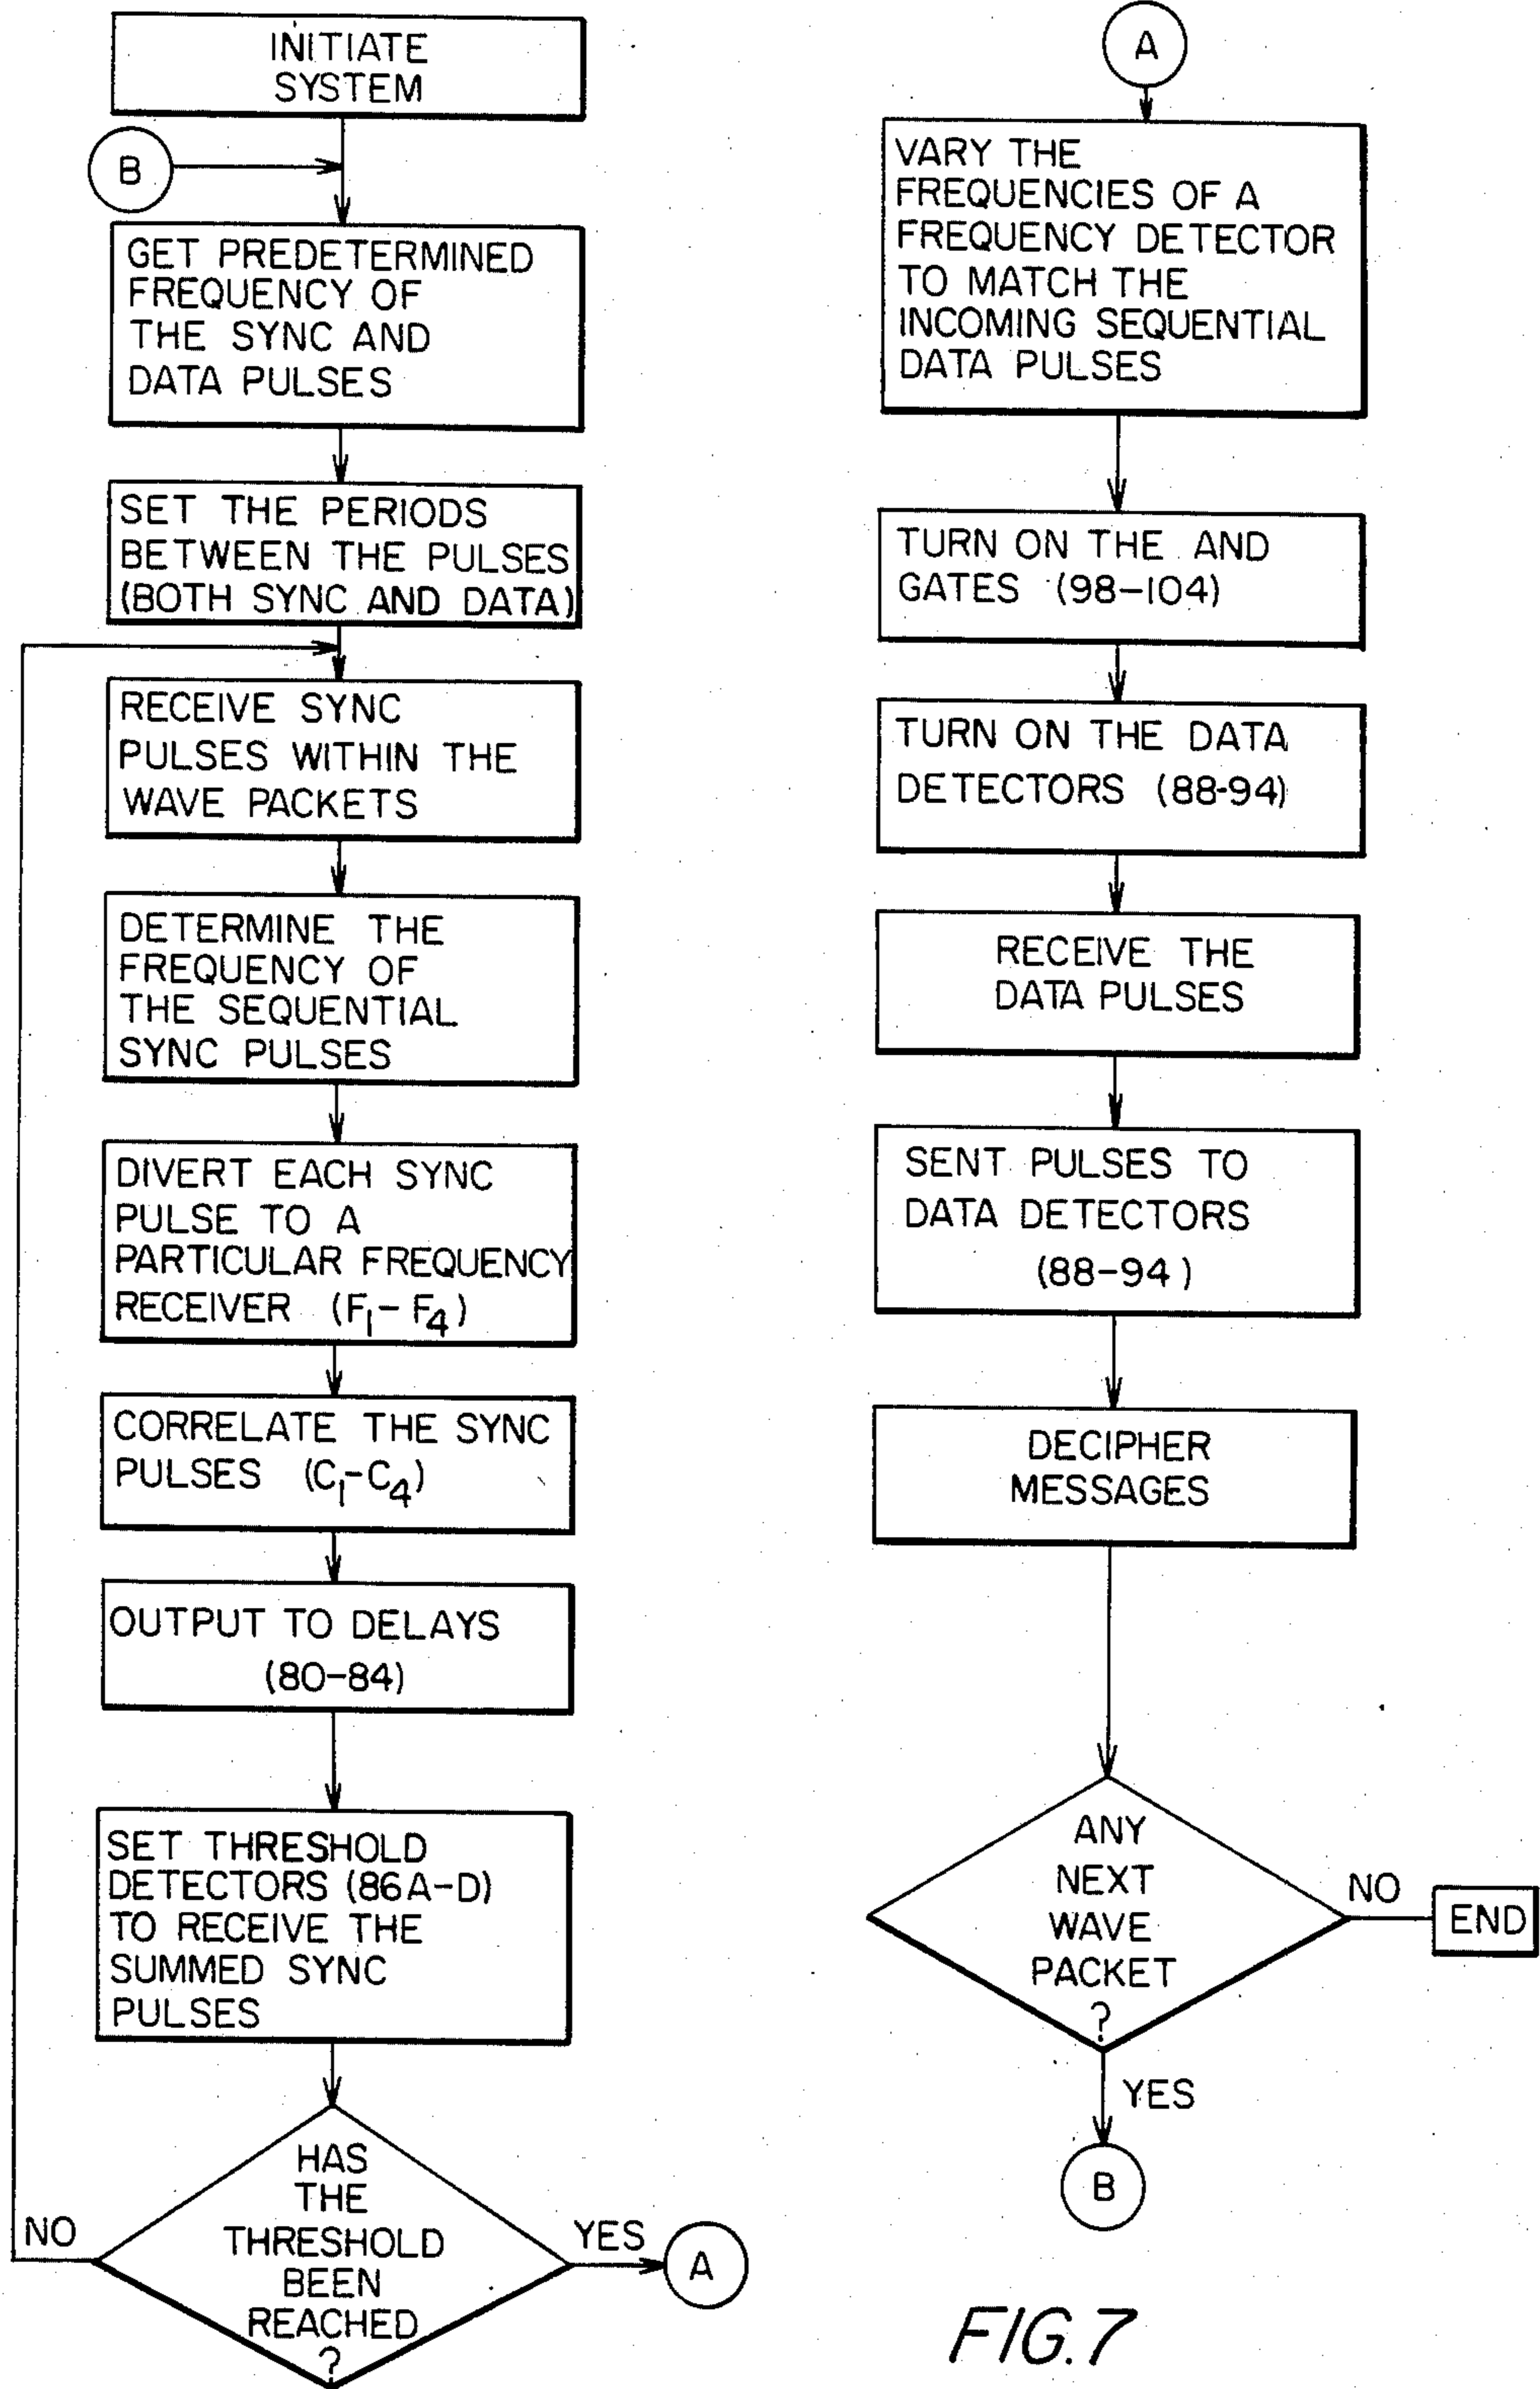 INITIATE
SYSTEM
B
GET PREDETERMINED
FREQUENCY OF
THE SYNC AND
DATA PULSES
SET THE PERIODS
BETWEEN THE PULSES
(BOTH SYNC AND DATA)
RECEIVE SYNC
PULSES WITHIN THE
WAVE PACKETS
DETERMINE THE
FREQUENCY OF
THE SEQUENTIAL
SYNC PULSES
DIVERT EACH SYNC
PULSE TO A
PARTICULAR FREQUENCY
RECEIVER (F1-F4)
CORRELATE THE SYNC
PULSES (C1-C4)
OUTPUT TO DELAYS
(80-84)
SET THRESHOLD
DETECTORS (86A-D)
TO RECEIVE THE
SUMMED SYNC
PULSES
HAS
THE
THRESHOLD
BEEN
REACHED
?
NO
YES
A
A
VARY THE
FREQUENCIES OF A
FREQUENCY DETECTOR
TO MATCH THE
INCOMING SEQUENTIAL
DATA PULSES
TURN ON THE AND
GATES (98-104)
TURN ON THE DATA
DETECTORS (88-94)
RECEIVE THE
DATA PULSES
SENT PULSES TO
DATA DETECTORS
(88-94)
DECIPHER
MESSAGES
ANY
NEXT
WAVE
PACKET
?
NO
END
YES
B
FIG. 7